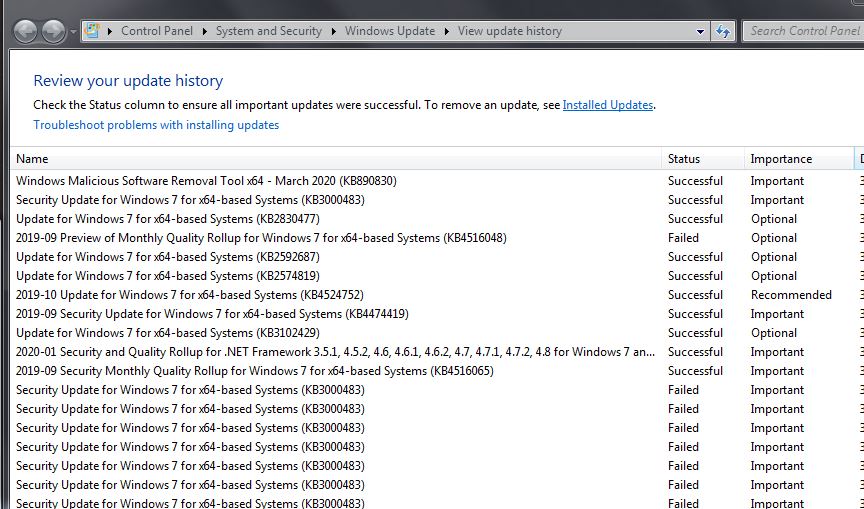 Control Panel System and Security Windows Update View update history Search Control Panel
Review your update history
Check the Status column to ensure all important updates were successful. To remove an update, see Installed Updates.
Troubleshoot problems with installing updates
Name Status Importance D
Windows Malicious Software Removal Tool x64 - March 2020 (KB890830) Successful Important 3
Security Update for Windows 7 for x64-based Systems (KB3000483) Successful Important 3
Update for Windows 7 for x64-based Systems (KB2830477) Successful Optional 3
2019-09 Preview of Monthly Quality Rollup for Windows 7 for x64-based Systems (KB4516048) Failed Optional 3
Update for Windows 7 for x64-based Systems (KB2592687) Successful Optional 3
Update for Windows 7 for x64-based Systems (KB2574819) Successful Optional 3
2019-10 Update for Windows 7 for x64-based Systems (KB4524752) Successful Recommended 3
2019-09 Security Update for Windows 7 for x64-based Systems (KB4474419) Successful Important 3
Update for Windows 7 for x64-based Systems (KB3102429) Successful Optional 3
2020-01 Security and Quality Rollup for .NET Framework 3.5.1, 4.5.2, 4.6, 4.6.1, 4.6.2, 4.7, 4.7.1, 4.7.2, 4.8 for Windows 7 an... Successful Important 3
2019-09 Security Monthly Quality Rollup for Windows 7 for x64-based Systems (KB4516065) Successful Important 3
Security Update for Windows 7 for x64-based Systems (KB3000483) Failed Important 3
Security Update for Windows 7 for x64-based Systems (KB3000483) Failed Important 3
Security Update for Windows 7 for x64-based Systems (KB3000483) Failed Important 3
Security Update for Windows 7 for x64-based Systems (KB3000483) Failed Important 3
Security Update for Windows 7 for x64-based Systems (KB3000483) Failed Important 3
Security Update for Windows 7 for x64-based Systems (KB3000483) Failed Important 3
Security Update for Windows 7 for x64-based Systems (KB3000483) Failed Important 3